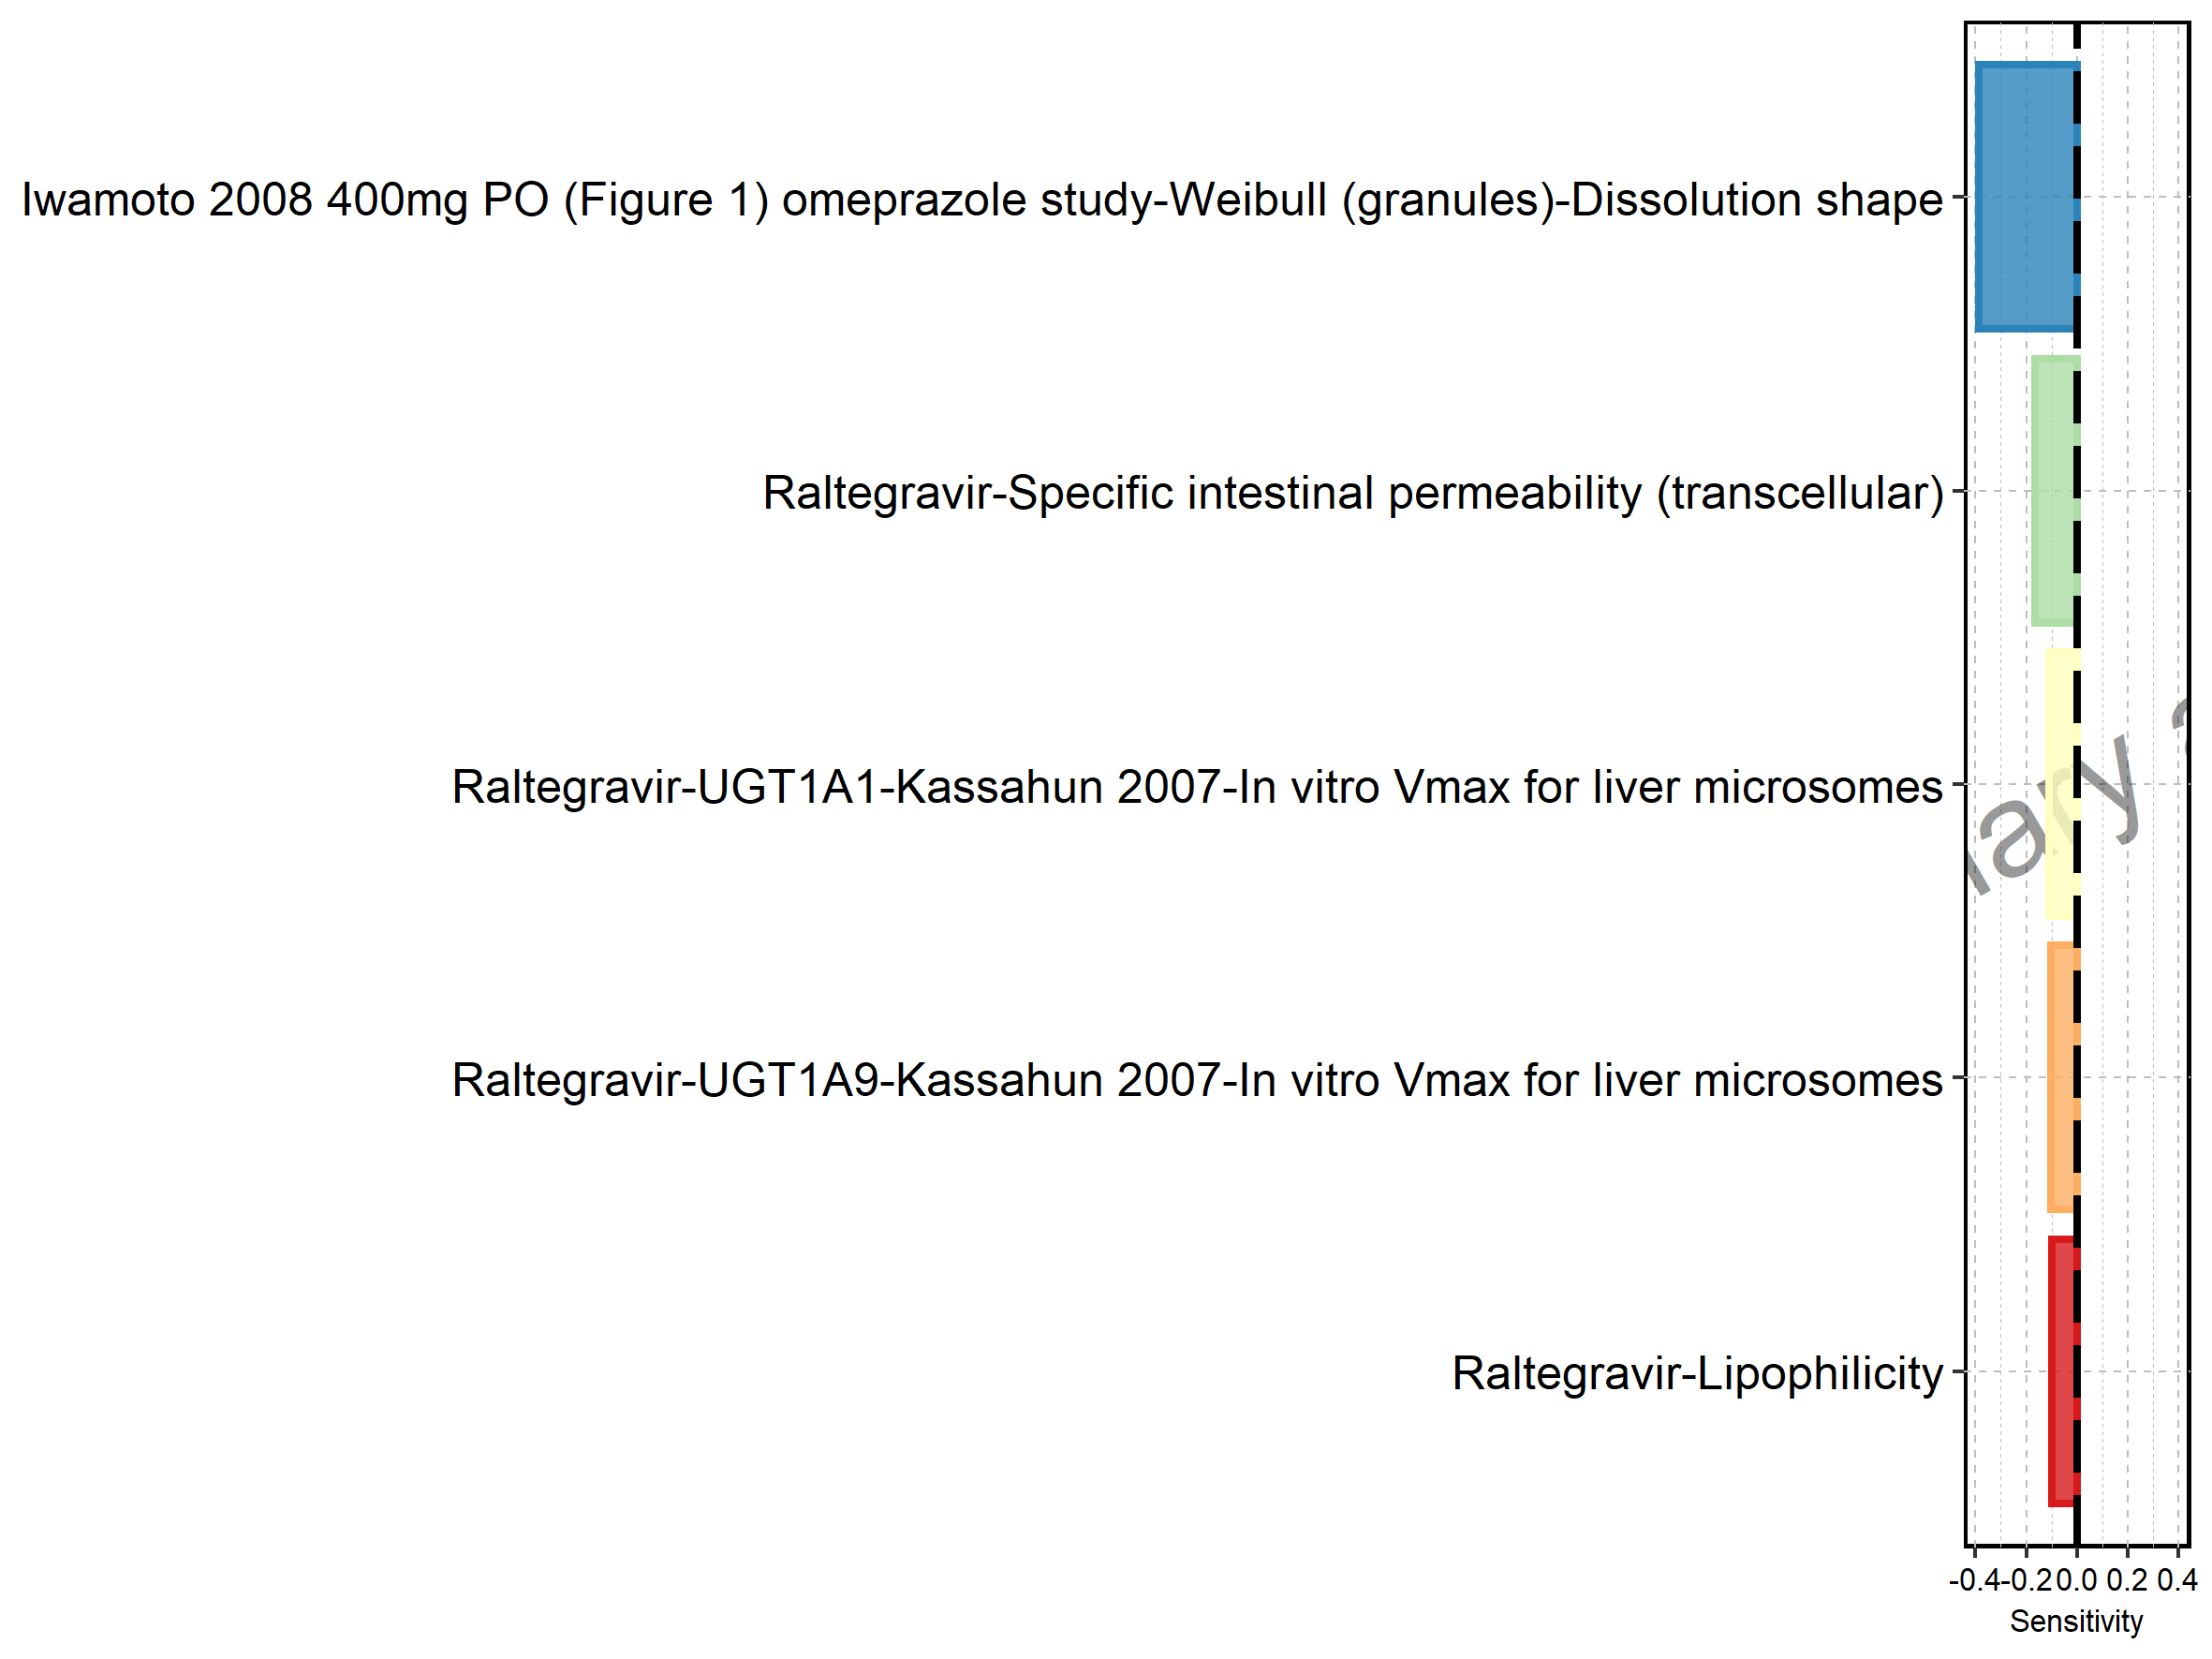 Iwamoto 2008 400mg PO (Figure 1) omeprazole study-Weibull (granules)-Dissolution shape
Raltegravir-Specific intestinal permeability (transcellular)
Raltegravir-UGT1A1-Kassahun 2007-In vitro Vmax for liver microsomes
Raltegravir-UGT1A9-Kassahun 2007-In vitro Vmax for liver microsomes
Raltegravir-Lipophilicity
-0.4 -0.2 0.0 0.2 0.4
Sensitivity